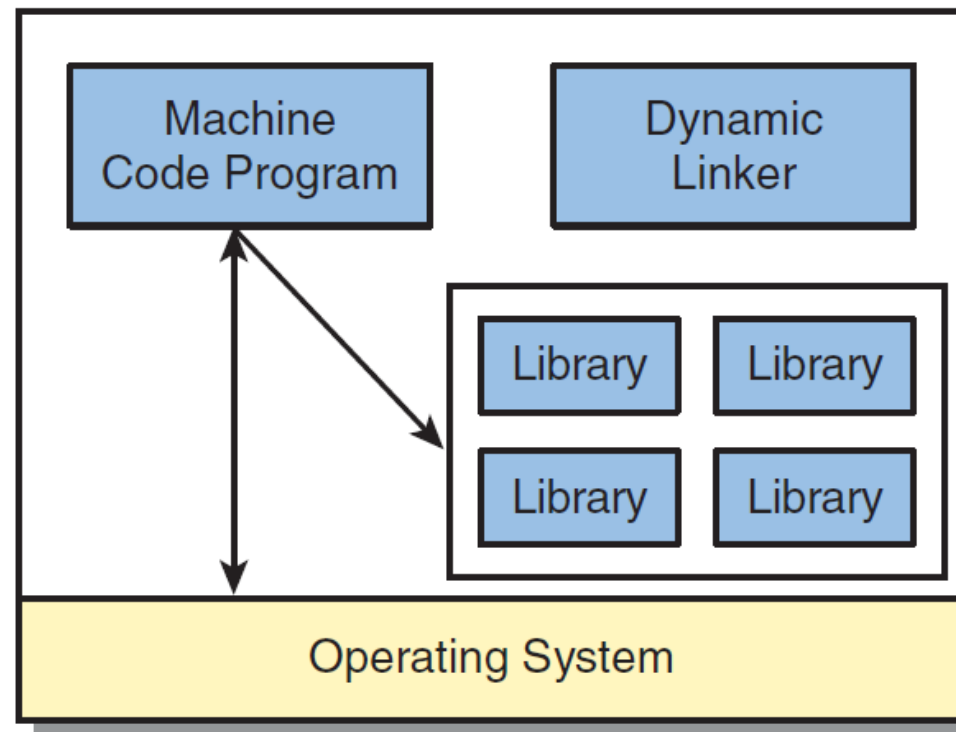 Machine
Code Program
Dynamic
Linker
Library
Library
Library
Library
Operating System